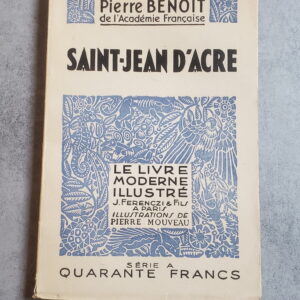 Pierre BENOIT
de l'Académie Française
SAINT-JEAN D'ACRE
LE LIVRE
MODERNE
ILLUSTRÉ
J. FERENCZI & FILS
A PARIS
ILLUSTRATIONS DE
PIERRE MOUVEAU
SÉRIE A
QUARANTE FRANCS